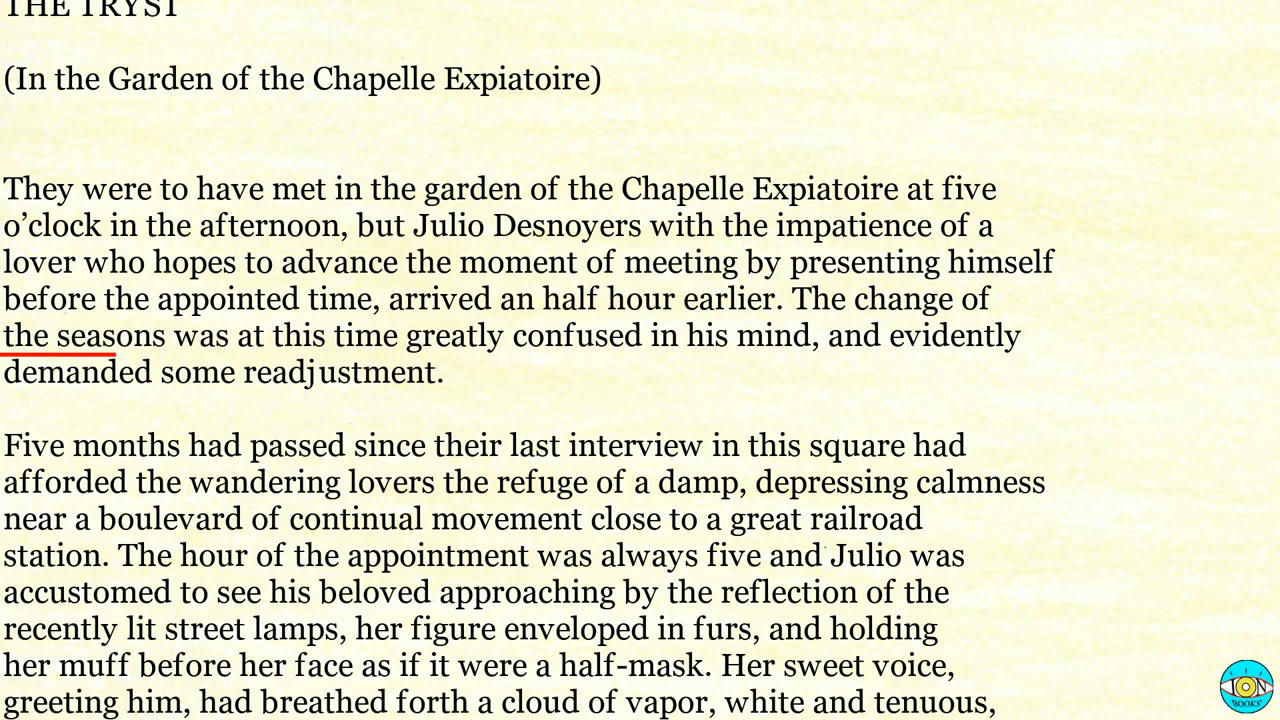 THE TRYST
(In the Garden of the Chapelle Expiatoire)
They were to have met in the garden of the Chapelle Expiatoire at five
o’clock in the afternoon, but Julio Desnoyers with the impatience of a
lover who hopes to advance the moment of meeting by presenting himself
before the appointed time, arrived an half hour earlier. The change of
the seasons was at this time greatly confused in his mind, and evidently
demanded some readjustment.
Five months had passed since their last interview in this square had
afforded the wandering lovers the refuge of a damp, depressing calmness
near a boulevard of continual movement close to a great railroad
station. The hour of the appointment was always five and Julio was
accustomed to see his beloved approaching by the reflection of the
recently lit street lamps, her figure enveloped in furs, and holding
her muff before her face as if it were a half-mask. Her sweet voice,
greeting him, had breathed forth a cloud of vapor, white and tenuous,
ION
BOOKS